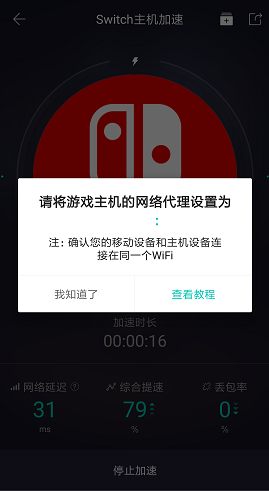 Switch主机加速
请将游戏主机的网络代理设置为
:
注：确认您的移动设备和主机设备连
接在同一个WiFi
我知道了
查看教程
加速时长
00:00:16
网络延迟
综合提速
丢包率
31
79
0
ms
%
%
停止加速